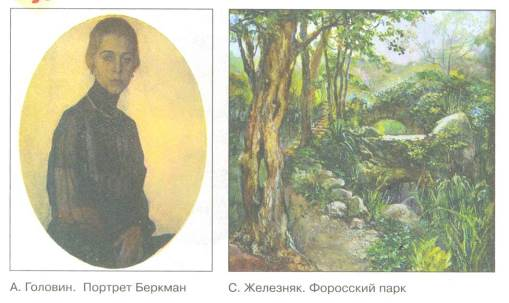 А. Головин. Портрет Беркман
С. Железняк. Форосский парк